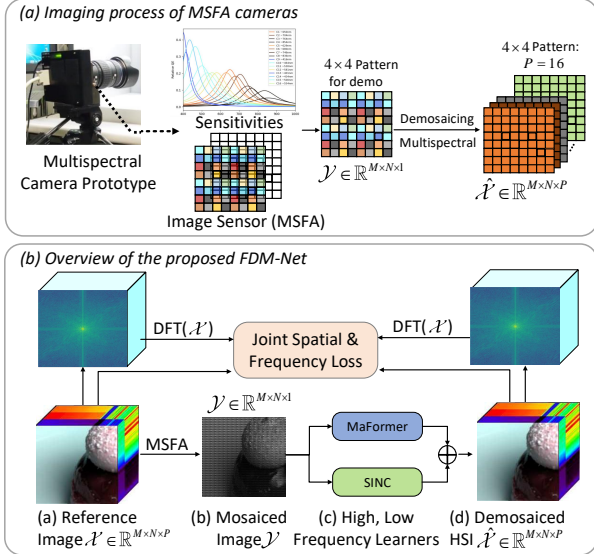 (a) Imaging process of MSFA cameras
4×4 Pattern
for demo
4×4 Pattern:
P = 16
Sensitivities
Demosaicing
Multispectral
Multispectral
Camera Prototype
Image Sensor (MSFA)
𝒴 ∈ ℝ^{M×N×1}
𝒳̂ ∈ ℝ^{M×N×P}
(b) Overview of the proposed FDM-Net
DFT(𝒳)
Joint Spatial &
Frequency Loss
DFT(𝒳)
𝒴 ∈ ℝ^{M×N×1}
MSFA
MaFormer
SINC
(a) Reference
Image 𝒳 ∈ ℝ^{M×N×P}
(b) Mosaiced
Image 𝒴
(c) High, Low
Frequency Learners
(d) Demosaiced
HSI 𝒳̂ ∈ ℝ^{M×N×P}